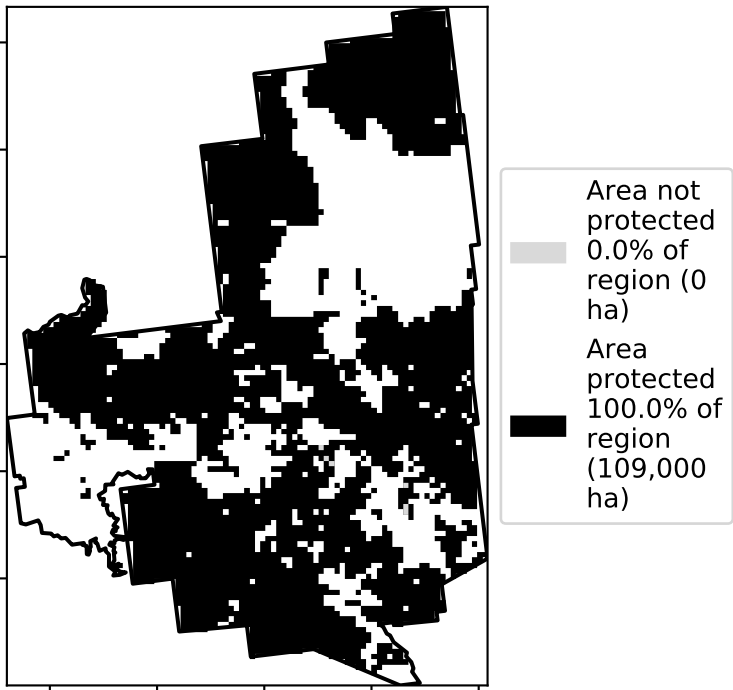 Area not
protected
0.0% of
region (0
ha)
Area
protected
100.0% of
region
(109,000
ha)